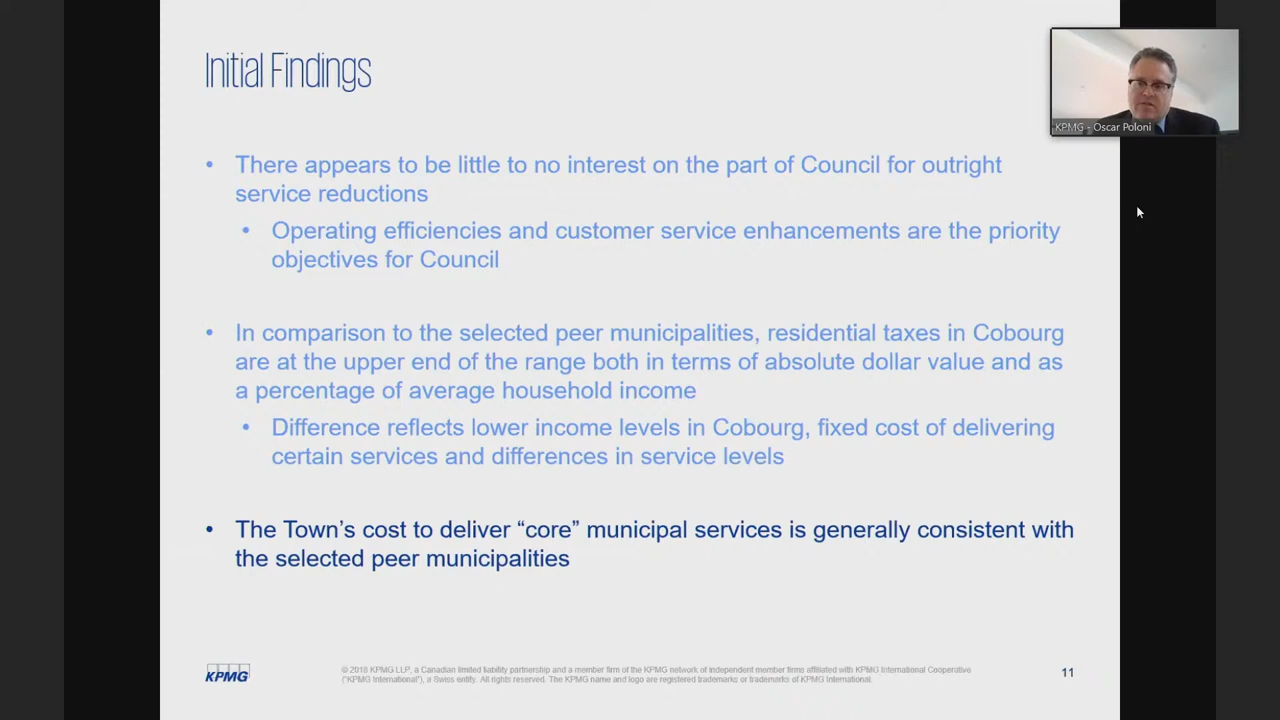 Initial Findings
KPMG - Oscar Poloni
• There appears to be little to no interest on the part of Council for outright
service reductions
• Operating efficiencies and customer service enhancements are the priority
objectives for Council
• In comparison to the selected peer municipalities, residential taxes in Cobourg
are at the upper end of the range both in terms of absolute dollar value and as
a percentage of average household income
• Difference reflects lower income levels in Cobourg, fixed cost of delivering
certain services and differences in service levels
• The Town’s cost to deliver “core” municipal services is generally consistent with
the selected peer municipalities
KPMG
© 2018 KPMG LLP, a Canadian limited liability partnership and a member firm of the KPMG network of independent member firms affiliated with KPMG International Cooperative
(“KPMG International”), a Swiss entity. All rights reserved. The KPMG name and logo are registered trademarks or trademarks of KPMG International.
11